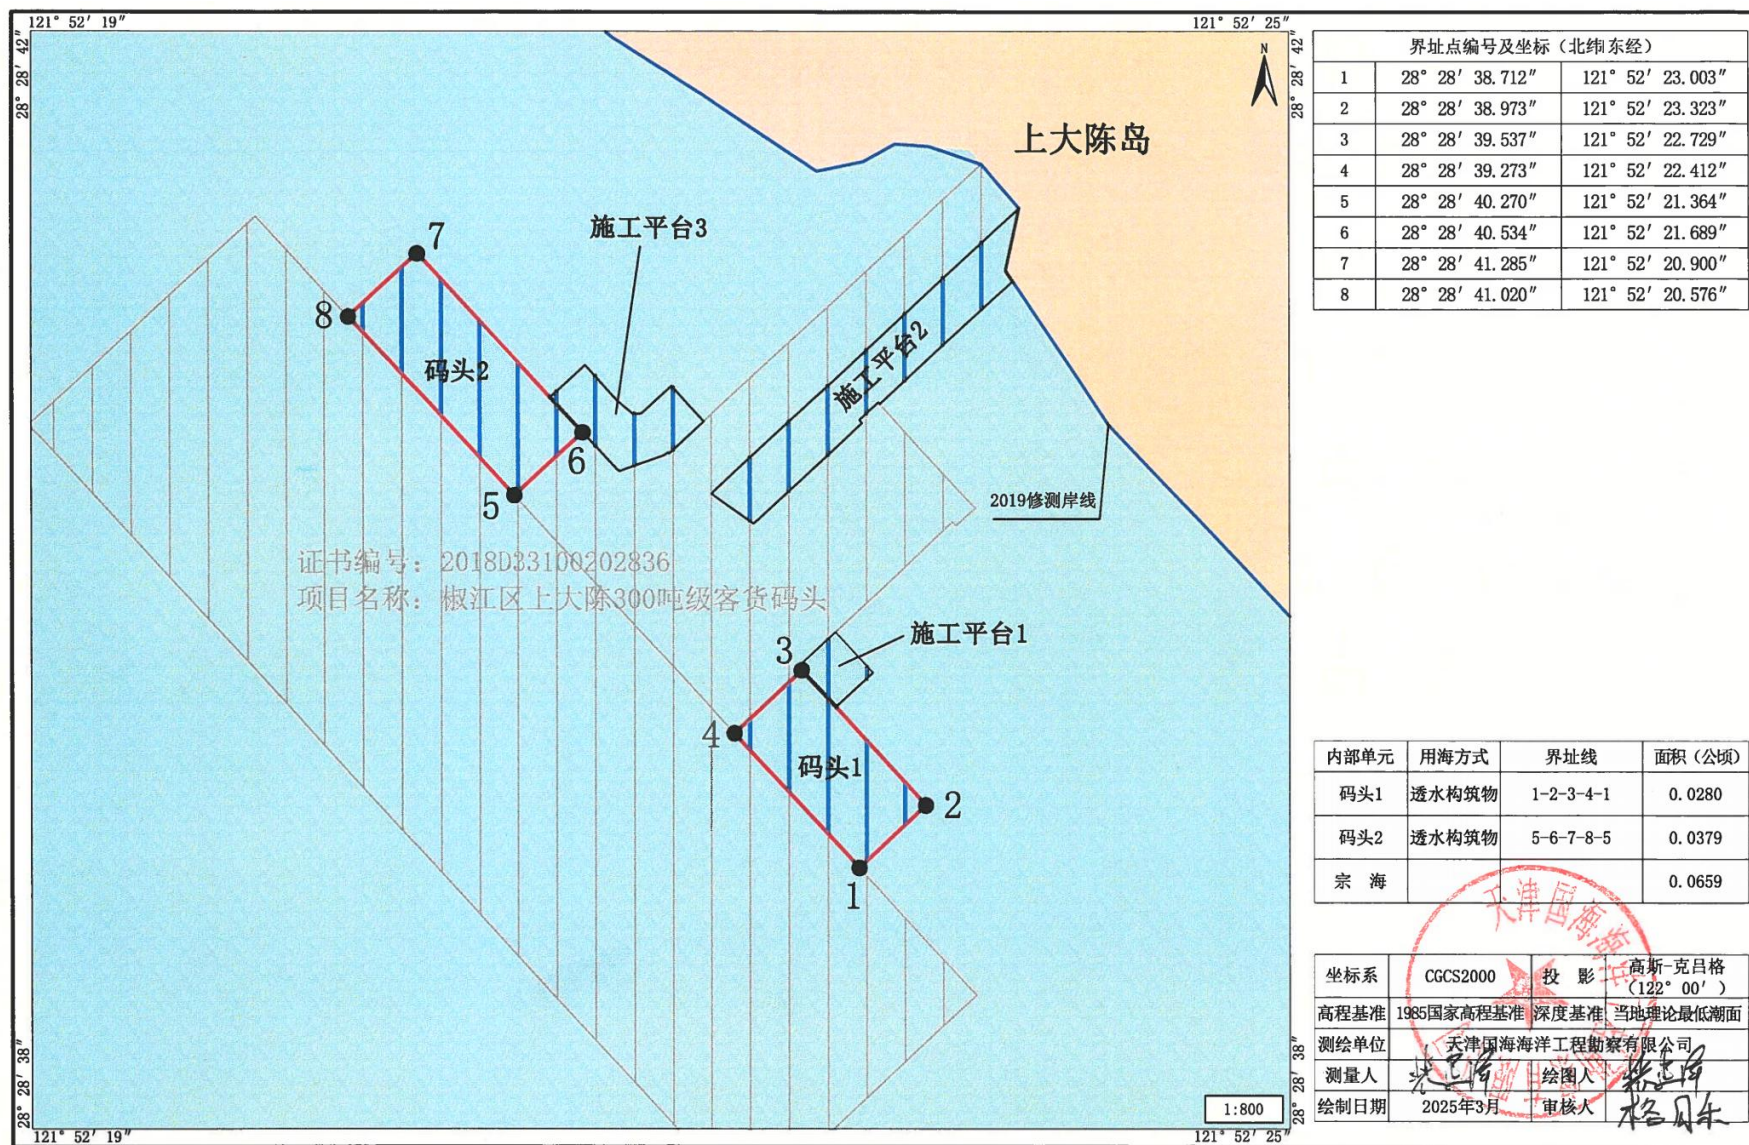 121° 52′ 19″
121° 52′ 25″
28° 28′ 42″
28° 28′ 42″
N
上大陈岛
施工平台3
7
8
码头2
施工平台2
6
5
2019修测岸线
证书编号：2018D33100202836
项目名称：椒江区上大陈300吨级客货码头
施工平台1
3
4
码头1
2
1
28° 28′ 38″
28° 28′ 38″
1:800
121° 52′ 19″
121° 52′ 25″
界址点编号及坐标（北纬|东经）
1 28° 28′ 38.712″ 121° 52′ 23.003″
2 28° 28′ 38.973″ 121° 52′ 23.323″
3 28° 28′ 39.537″ 121° 52′ 22.729″
4 28° 28′ 39.273″ 121° 52′ 22.412″
5 28° 28′ 40.270″ 121° 52′ 21.364″
6 28° 28′ 40.534″ 121° 52′ 21.689″
7 28° 28′ 41.285″ 121° 52′ 20.900″
8 28° 28′ 41.020″ 121° 52′ 20.576″
内部单元 用海方式 界址线 面积（公顷）
码头1 透水构筑物 1-2-3-4-1 0.0280
码头2 透水构筑物 5-6-7-8-5 0.0379
宗 海 0.0659
坐标系 CGCS2000 投 影 高斯-克吕格
（122° 00′）
高程基准 1985国家高程基准 深度基准 当地理论最低潮面
测绘单位 天津国海海洋工程勘察有限公司
测量人 绘图人
绘制日期 2025年3月 审核人